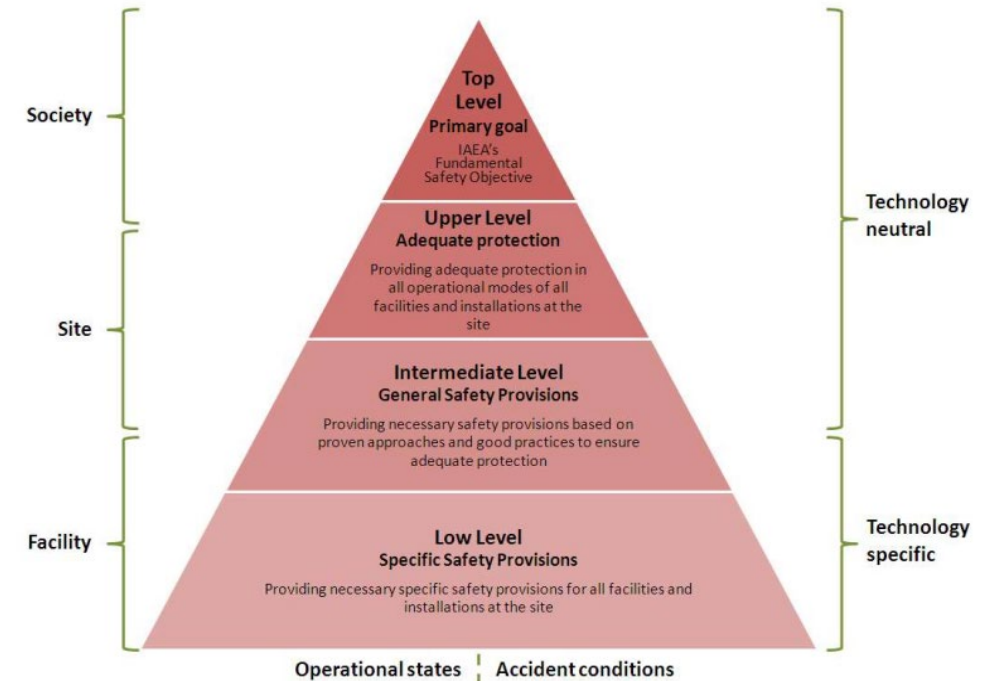 Society
Site
Facility
Top
Level
Primary goal
IAEA's
Fundamental
Safety Objective
Upper Level
Adequate protection
Providing adequate protection in
all operational modes of all
facilities and installations at the
site
Intermediate Level
General Safety Provisions
Providing necessary safety provisions based on
proven approaches and good practices to ensure
adequate protection
Low Level
Specific Safety Provisions
Providing necessary specific safety provisions for all facilities and
installations at the site
Technology
neutral
Technology
specific
Operational states
Accident conditions